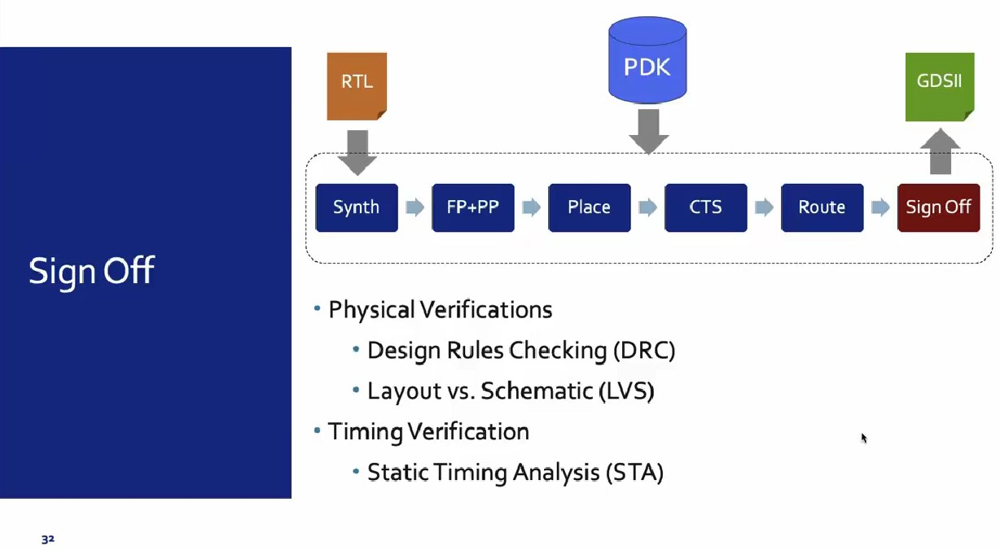 PDK
RTL
GDSII
Synth
FP+PP
Place
CTS
Route
Sign Off
Sign Off
• Physical Verifications
• Design Rules Checking (DRC)
• Layout vs. Schematic (LVS)
• Timing Verification
• Static Timing Analysis (STA)
32